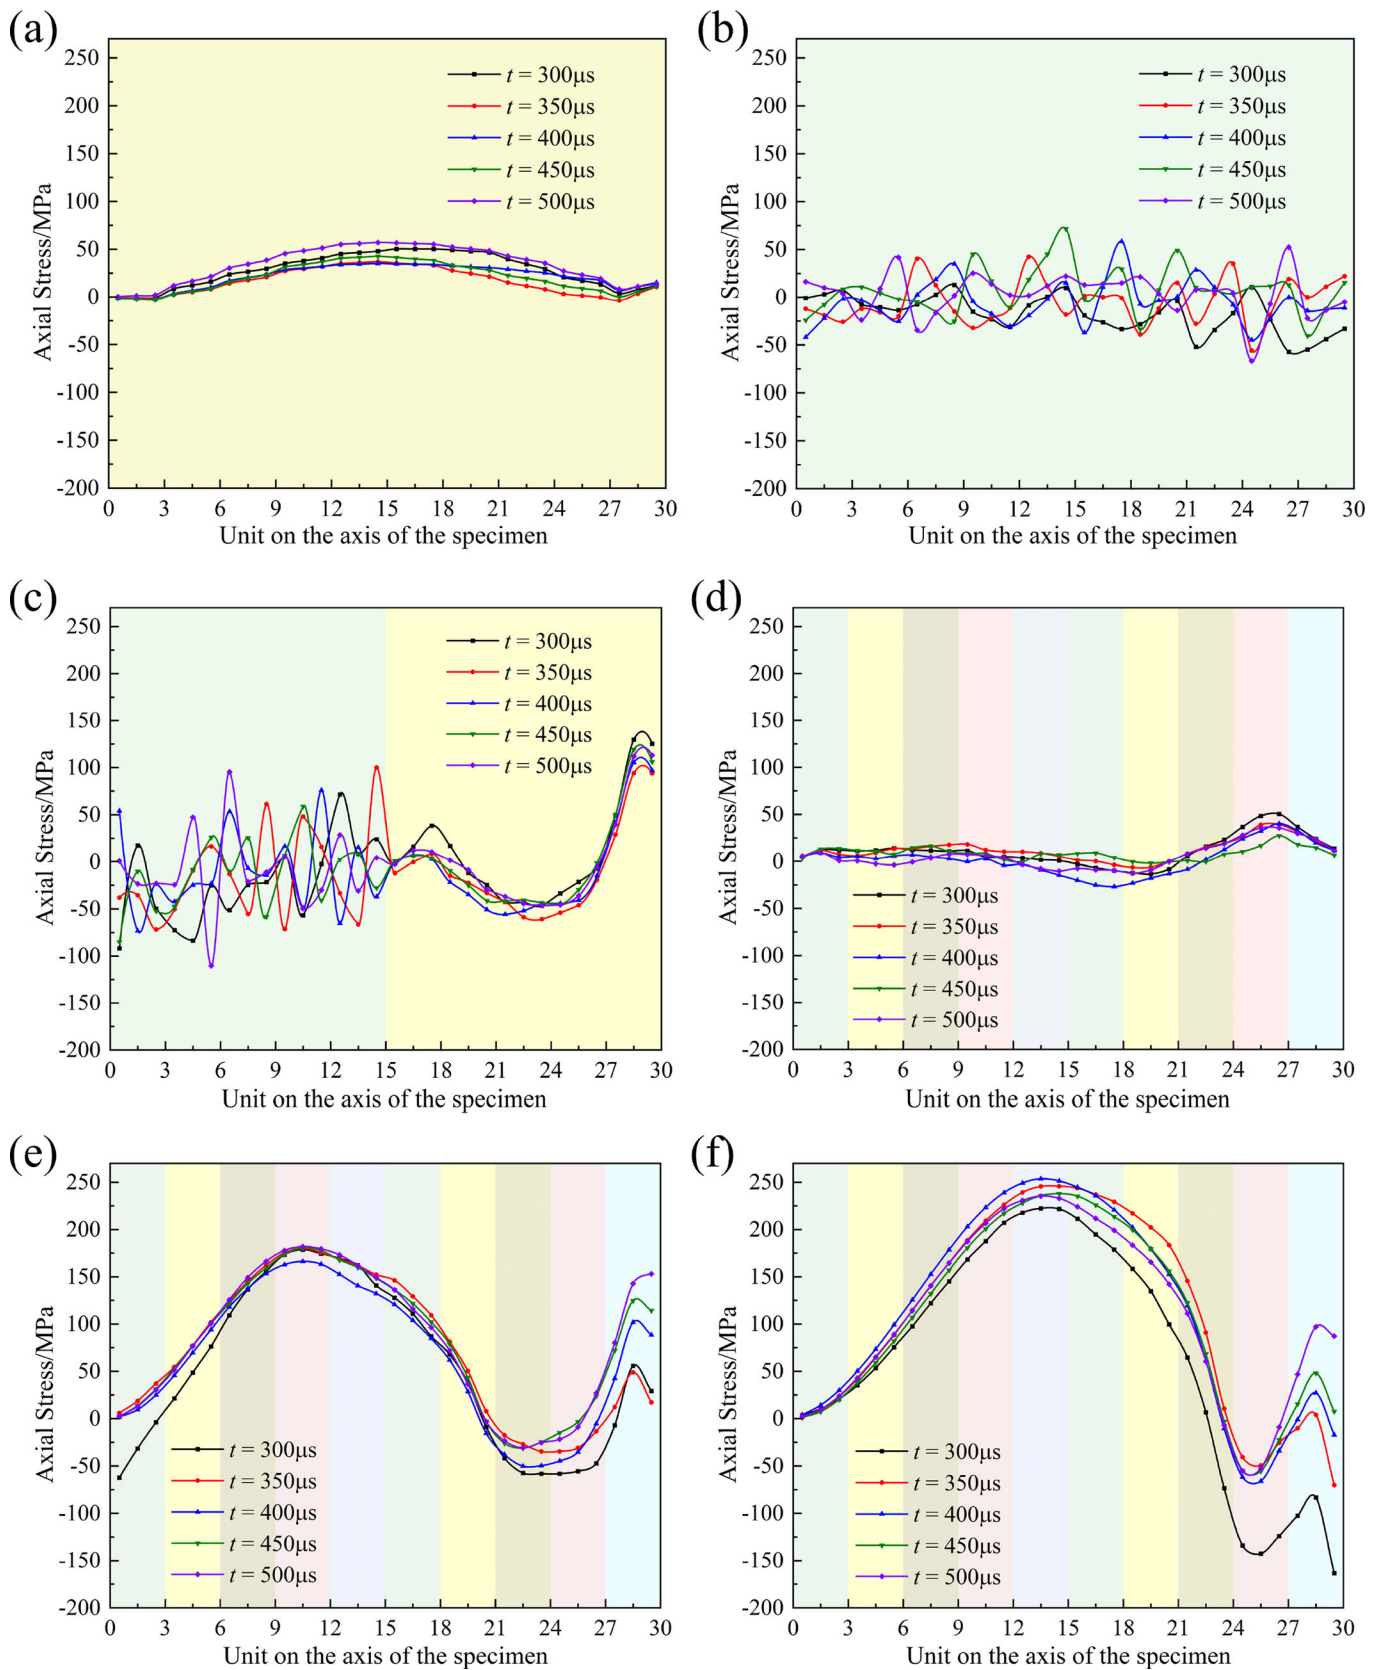 (a)
250
200
150
100
50
0
-50
-100
-150
-200
Axial Stress/MPa
t = 300μs
t = 350μs
t = 400μs
t = 450μs
t = 500μs
0 3 6 9 12 15 18 21 24 27 30
Unit on the axis of the specimen
(b)
250
200
150
100
50
0
-50
-100
-150
-200
Axial Stress/MPa
t = 300μs
t = 350μs
t = 400μs
t = 450μs
t = 500μs
0 3 6 9 12 15 18 21 24 27 30
Unit on the axis of the specimen
(c)
250
200
150
100
50
0
-50
-100
-150
-200
Axial Stress/MPa
t = 300μs
t = 350μs
t = 400μs
t = 450μs
t = 500μs
0 3 6 9 12 15 18 21 24 27 30
Unit on the axis of the specimen
(d)
250
200
150
100
50
0
-50
-100
-150
-200
Axial Stress/MPa
t = 300μs
t = 350μs
t = 400μs
t = 450μs
t = 500μs
0 3 6 9 12 15 18 21 24 27 30
Unit on the axis of the specimen
(e)
250
200
150
100
50
0
-50
-100
-150
-200
Axial Stress/MPa
t = 300μs
t = 350μs
t = 400μs
t = 450μs
t = 500μs
0 3 6 9 12 15 18 21 24 27 30
Unit on the axis of the specimen
(f)
250
200
150
100
50
0
-50
-100
-150
-200
Axial Stress/MPa
t = 300μs
t = 350μs
t = 400μs
t = 450μs
t = 500μs
0 3 6 9 12 15 18 21 24 27 30
Unit on the axis of the specimen